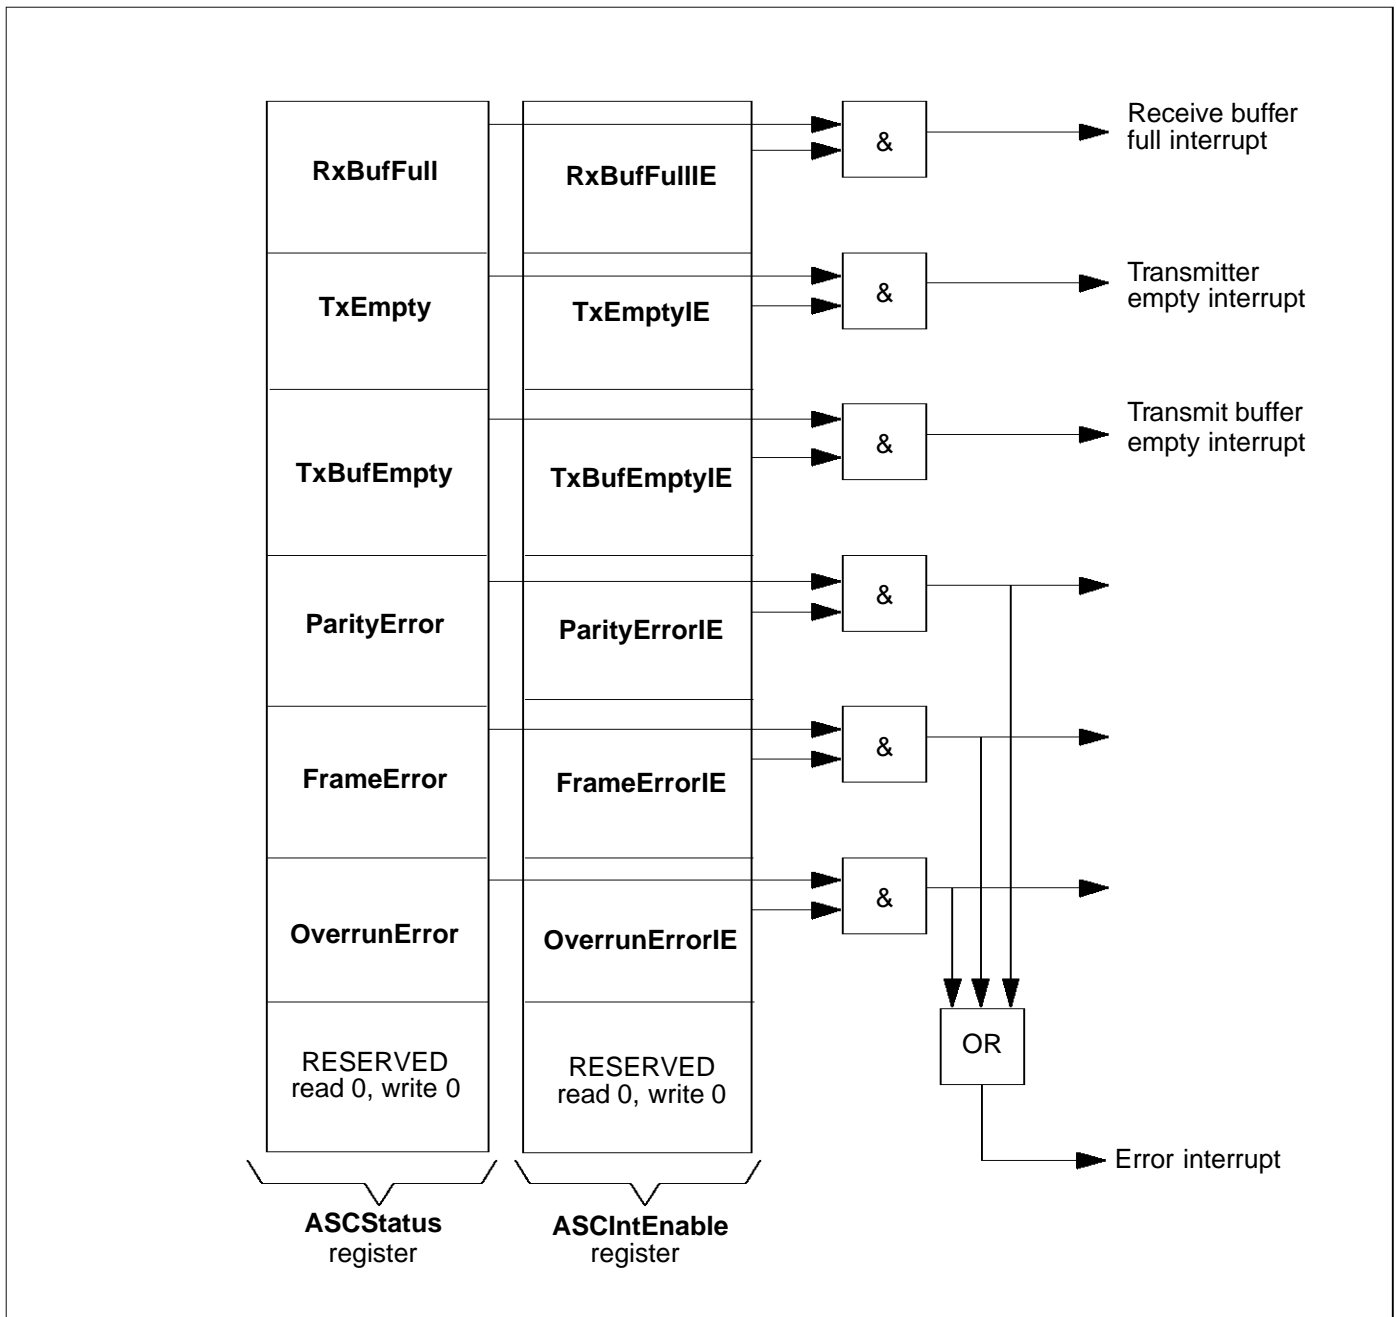 RxBufFull
RxBufFullIE
&
Receive buffer
full interrupt
TxEmpty
TxEmptyIE
&
Transmitter
empty interrupt
TxBufEmpty
TxBufEmptyIE
&
Transmit buffer
empty interrupt
ParityError
ParityErrorIE
&
FrameError
FrameErrorIE
&
OverrunError
OverrunErrorIE
&
RESERVED
read 0, write 0
RESERVED
read 0, write 0
OR
Error interrupt
ASCStatus
register
ASCIntEnable
register